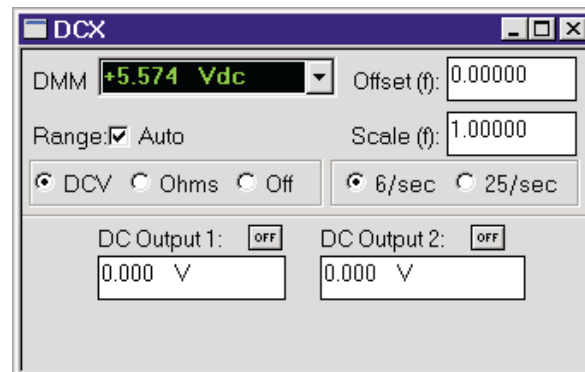 DCX
DMM +5.574 Vdc Offset (f): 0.00000
Range: Auto Scale (f): 1.00000
DCV Ohms Off 6/sec 25/sec
DC Output 1: OFF DC Output 2: OFF
0.000 V 0.000 V